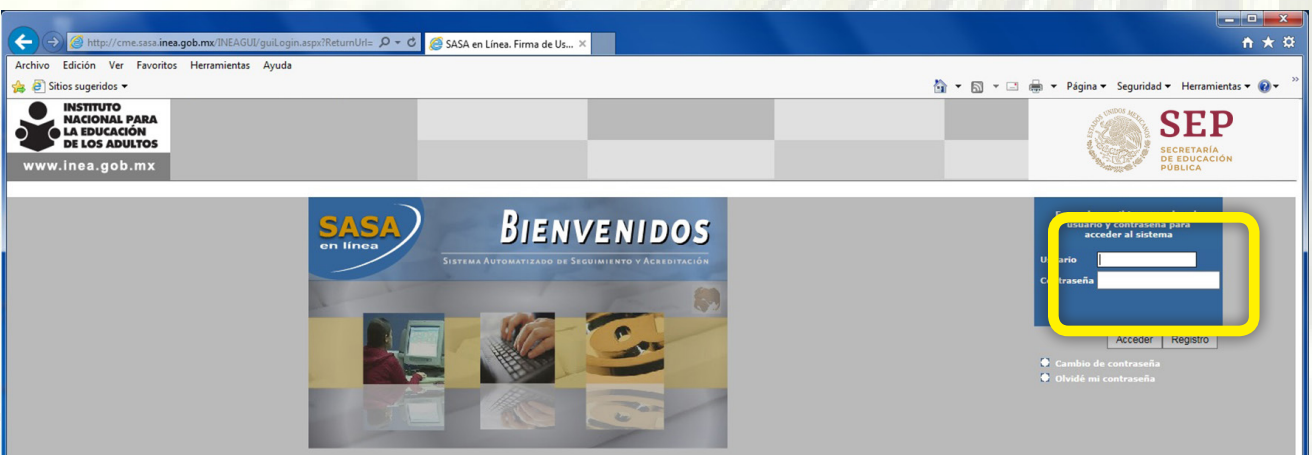 http://cme.sasa.inea.gob.mx/INEAGUI/guiLogin.aspx?ReturnUrl=
SASA en Línea. Firma de Us...
Archivo Edición Ver Favoritos Herramientas Ayuda
Sitios sugeridos
Página Seguridad Herramientas
INSTITUTO
NACIONAL PARA
LA EDUCACIÓN
DE LOS ADULTOS
www.inea.gob.mx
SEP
SECRETARÍA
DE EDUCACIÓN
PÚBLICA
SASA
en línea
BIENVENIDOS
SISTEMA AUTOMATIZADO DE SEGUIMIENTO Y ACREDITACIÓN
usuario y contraseña para
acceder al sistema
Usuario
Contraseña
Acceder Registro
Cambio de contraseña
Olvidé mi contraseña